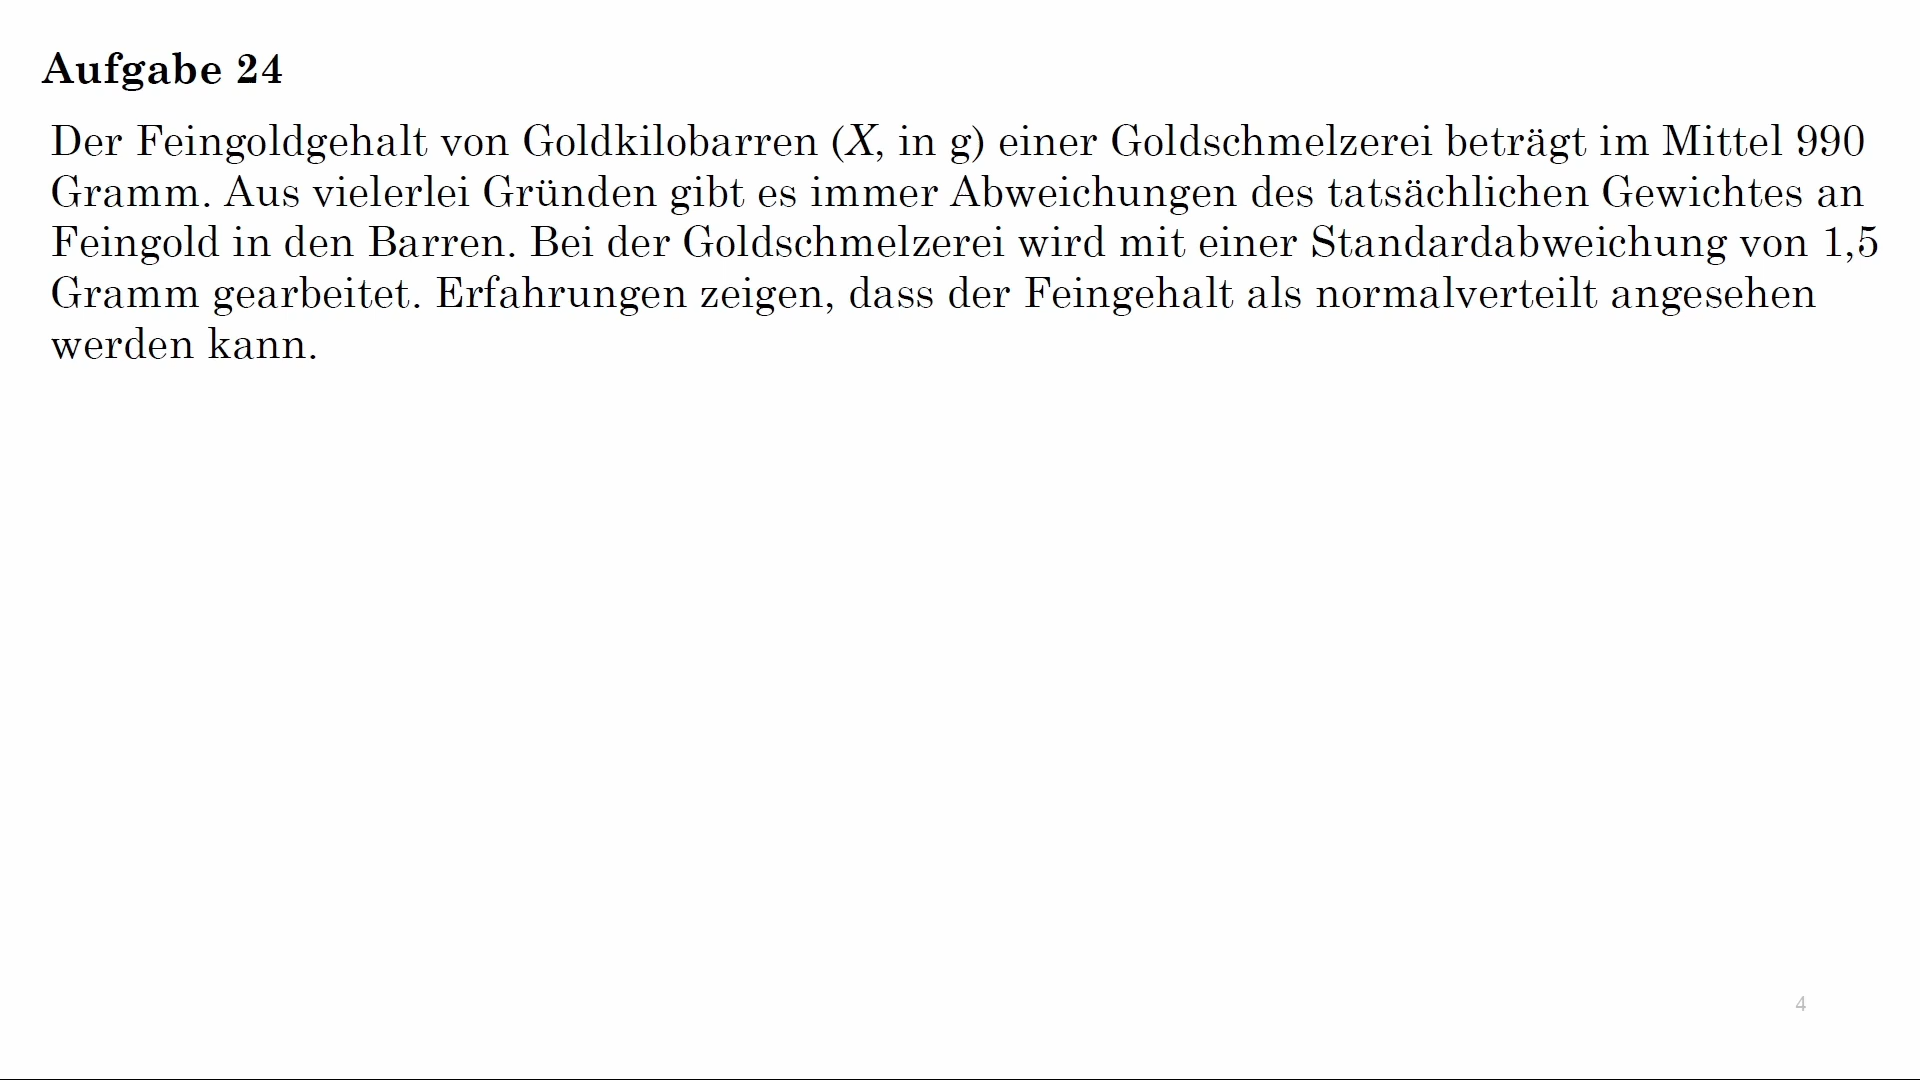 Aufgabe 24
Der Feingoldgehalt von Goldkilobarren (X, in g) einer Goldschmelzerei beträgt im Mittel 990
Gramm. Aus vielerlei Gründen gibt es immer Abweichungen des tatsächlichen Gewichtes an
Feingold in den Barren. Bei der Goldschmelzerei wird mit einer Standardabweichung von 1,5
Gramm gearbeitet. Erfahrungen zeigen, dass der Feingehalt als normalverteilt angesehen
werden kann.
4